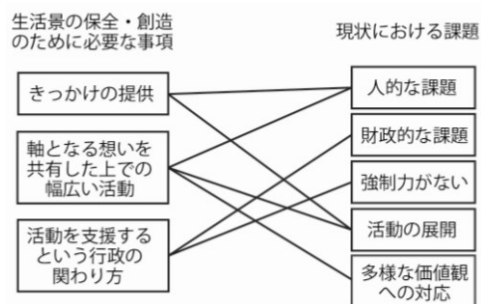 生活景の保全・創造
のために必要な事項
きっかけの提供
軸となる想いを
共有した上での
幅広い活動
活動を支援する
という行政の
関わり方
現状における課題
人的な課題
財政的な課題
強制力がない
活動の展開
多様な価値観
への対応